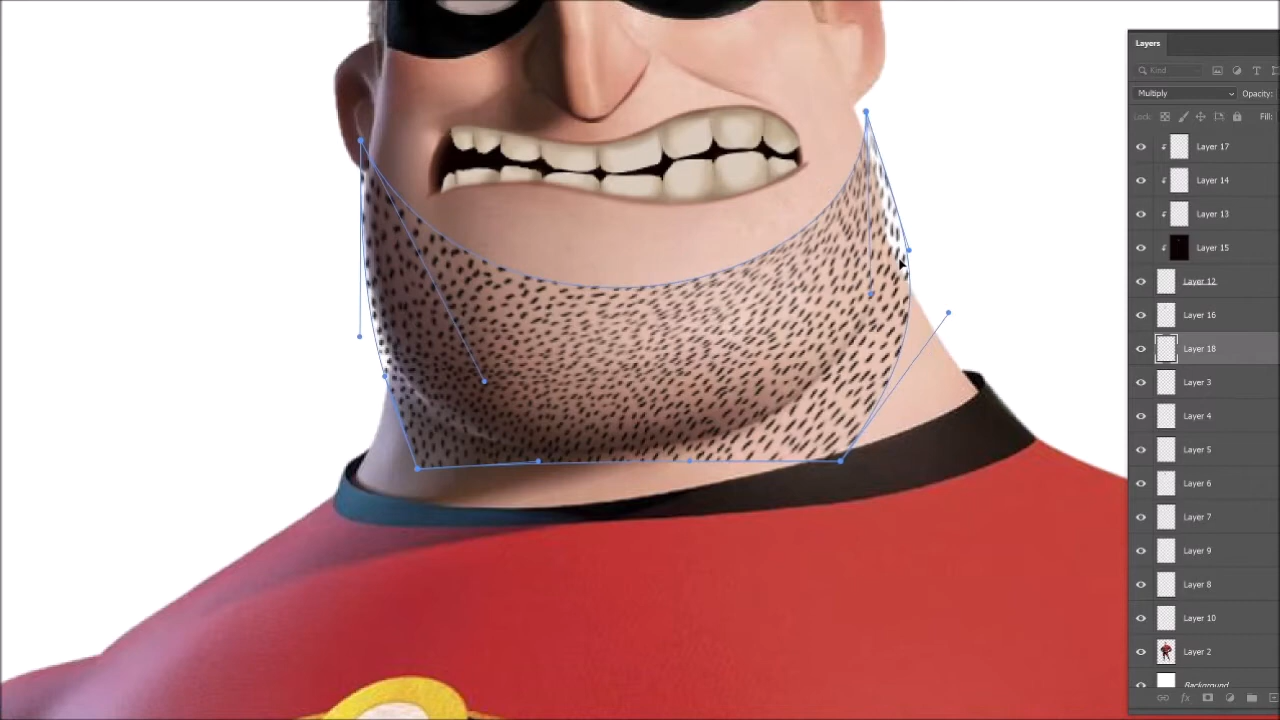 Layers
Kind
T
Multiply
Opacity:
Lock:
Fill:
Layer 17
Layer 14
Layer 13
Layer 15
Layer 12
Layer 16
Layer 18
Layer 3
Layer 4
Layer 5
Layer 6
Layer 7
Layer 9
Layer 8
Layer 10
Layer 2
Background
fx